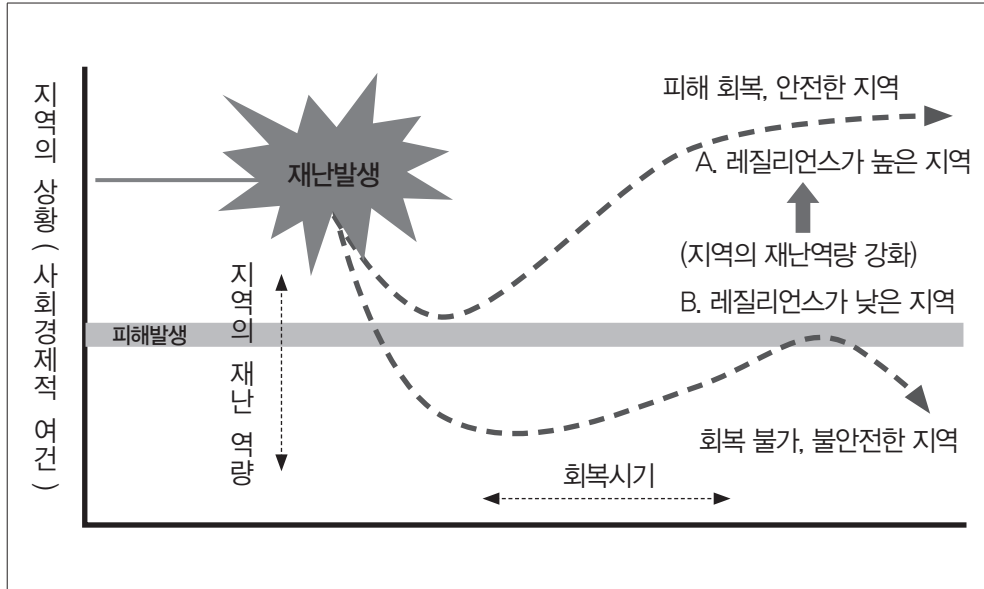 지역의 상황(사회경제적 여건)
재난발생
피해 회복, 안전한 지역
A. 레질리언스가 높은 지역
(지역의 재난역량 강화)
B. 레질리언스가 낮은 지역
피해발생
지역의 재난 역량
회복 불가, 불안전한 지역
회복시기